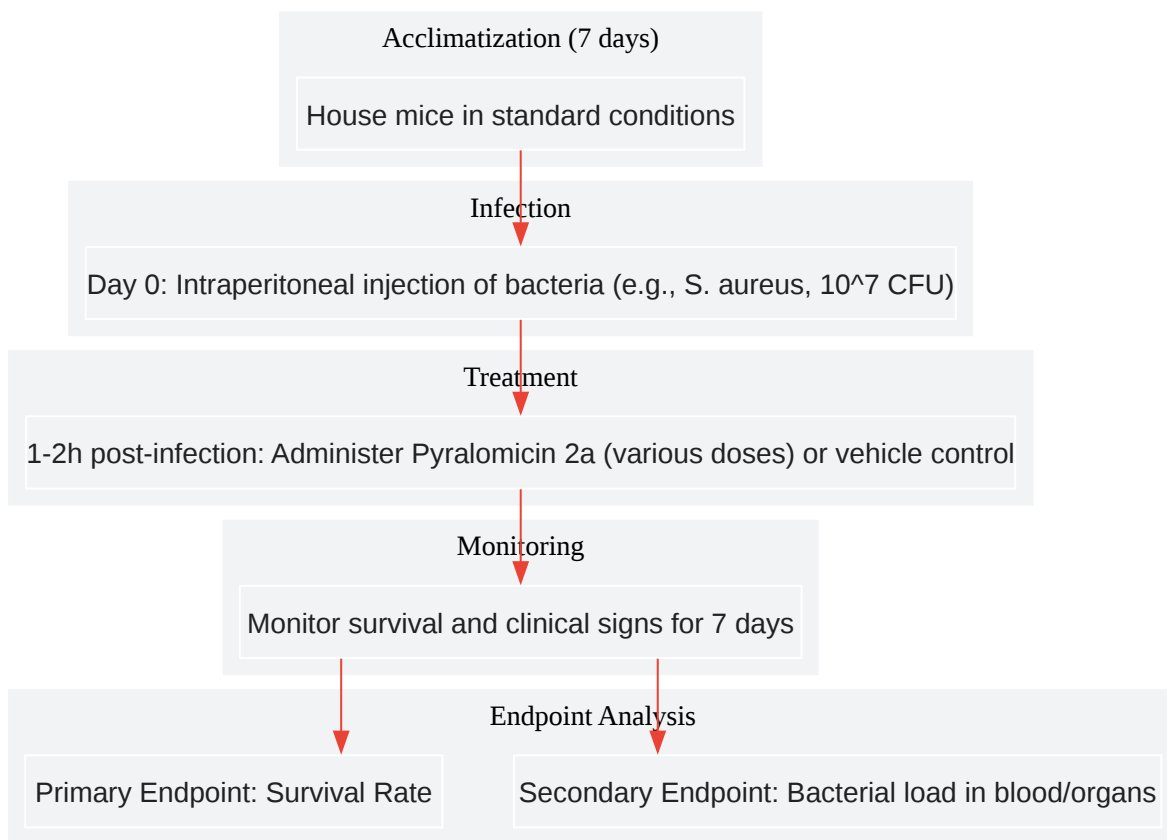 Acclimatization (7 days)
House mice in standard conditions
Infection
Day 0: Intraperitoneal injection of bacteria (e.g., S. aureus, 10^7 CFU)
Treatment
1-2h post-infection: Administer Pyralomicin 2a (various doses) or vehicle control
Monitoring
Monitor survival and clinical signs for 7 days
Endpoint Analysis
Primary Endpoint: Survival Rate
Secondary Endpoint: Bacterial load in blood/organs